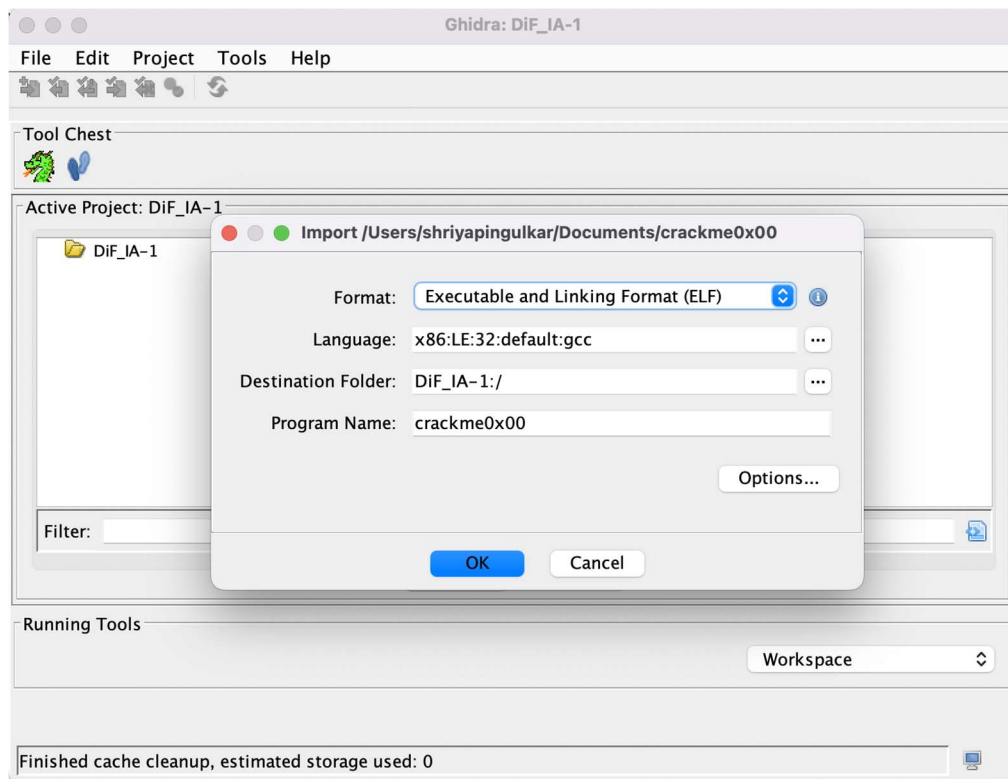 Ghidra: DiF_IA-1
File Edit Project Tools Help
Tool Chest
Active Project: DiF_IA-1
DiF_IA-1
Import /Users/shriyapingulkar/Documents/crackme0x00
Format: Executable and Linking Format (ELF)
Language: x86:LE:32:default:gcc ...
Destination Folder: DiF_IA-1:/ ...
Program Name: crackme0x00
Options...
Filter:
OK Cancel
Running Tools
Workspace
Finished cache cleanup, estimated storage used: 0